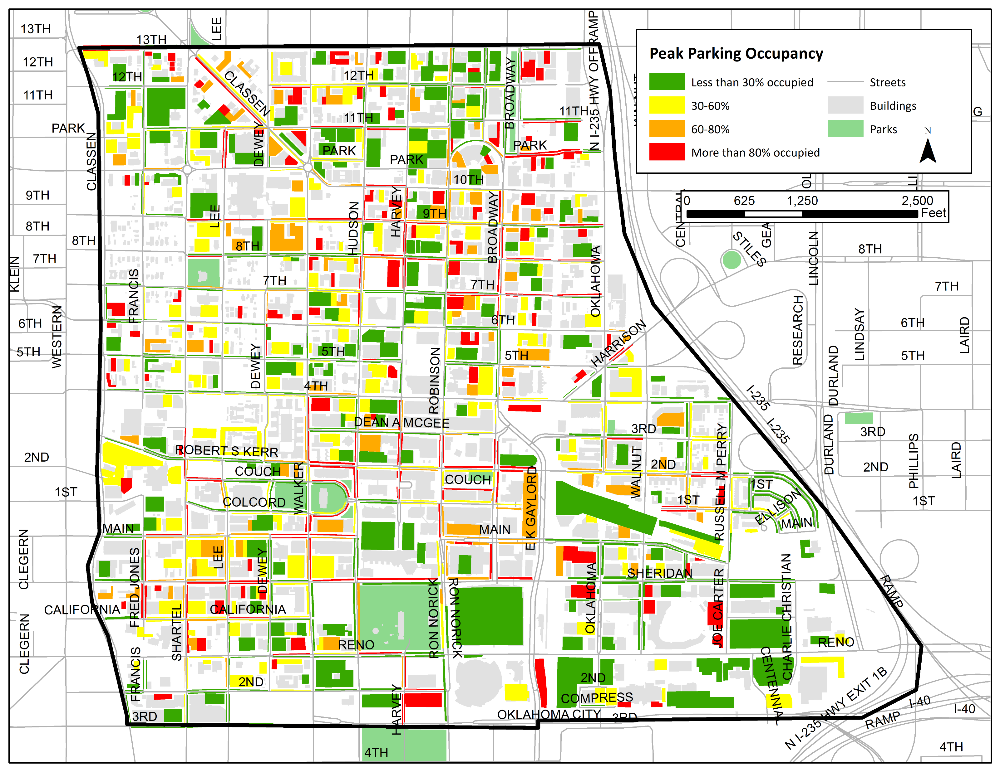 13TH
LEE
13TH
N I-235 HWY OFF RAMP
Peak Parking Occupancy
12TH
12TH
CLASSEN
12TH
BROADWAY
Less than 30% occupied
Streets
11TH
30-60%
Buildings
11TH
11TH
G
PARK
60-80%
Parks
N
CLASSEN
DEWEY
PARK
PARK
PARK
More than 80% occupied
10TH
9TH
LEE
HUDSON
HARVEY
9TH
BROADWAY
0
625
1,250
2,500
Feet
8TH
8TH
8TH
STILES
LINCOLN
8TH
KLEIN
7TH
FRANCIS
7TH
7TH
OKLAHOMA
7TH
WESTERN
6TH
6TH
HARRISON
RESEARCH
LINDSAY
6TH
LAIRD
5TH
DEWEY
5TH
ROBINSON
5TH
DURLAND
5TH
4TH
I-235
DEAN A MCGEE
3RD
I-235
3RD
2ND
ROBERT S KERR
WALNUT
RUSSELL M PERRY
DURLAND
PHILLIPS
LAIRD
COUCH
WALKER
COUCH
E K GAYLORD
2ND
2ND
1ST
COLCORD
1ST
1ST
ELLISON
1ST
MAIN
MAIN
MAIN
CLEGERN
FRED JONES
LEE
DEWEY
OKLAHOMA
SHERIDAN
JOE CARTER
CHARLIE CHRISTIAN
RAMP
CALIFORNIA
CALIFORNIA
RON NORICK
RON NORICK
CLEGERN
SHARTEL
RENO
RENO
FRANCIS
2ND
HARVEY
2ND
CENTENNIAL
COMPRESS
N I-235 HWY EXIT 1B
I-40
I-40
3RD
OKLAHOMA CITY
3RD
RAMP
4TH
4TH